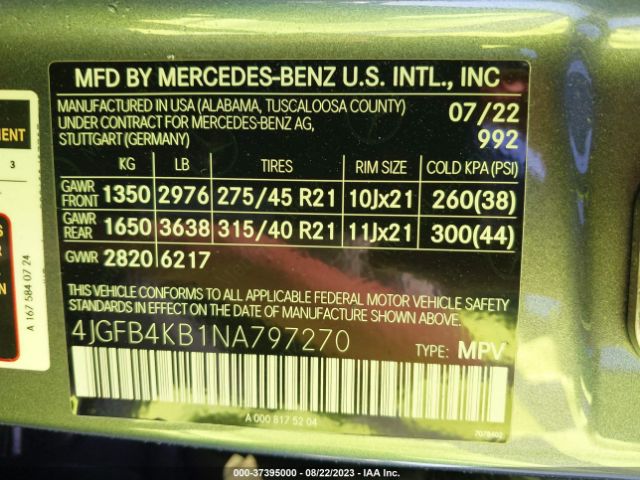 MFD BY MERCEDES-BENZ U.S. INTL., INC
MANUFACTURED IN USA (ALABAMA, TUSCALOOSA COUNTY) 07/22
UNDER CONTRACT FOR MERCEDES-BENZ AG, 992
STUTTGART (GERMANY)
KG LB TIRES RIM SIZE COLD KPA (PSI)
GAWR FRONT 1350 2976 275/45 R21 10Jx21 260(38)
GAWR REAR 1650 3638 315/40 R21 11Jx21 300(44)
GWR 2820 6217
THIS VEHICLE CONFORMS TO ALL APPLICABLE FEDERAL MOTOR VEHICLE SAFETY
STANDARDS IN EFFECT ON THE DATE OF MANUFACTURE SHOWN ABOVE.
4JGFB4KB1NA797270 TYPE: MPV
A 000 817 52 04
3
A 167 584 07 24
000-37395000 - 08/22/2023 - IAA Inc.